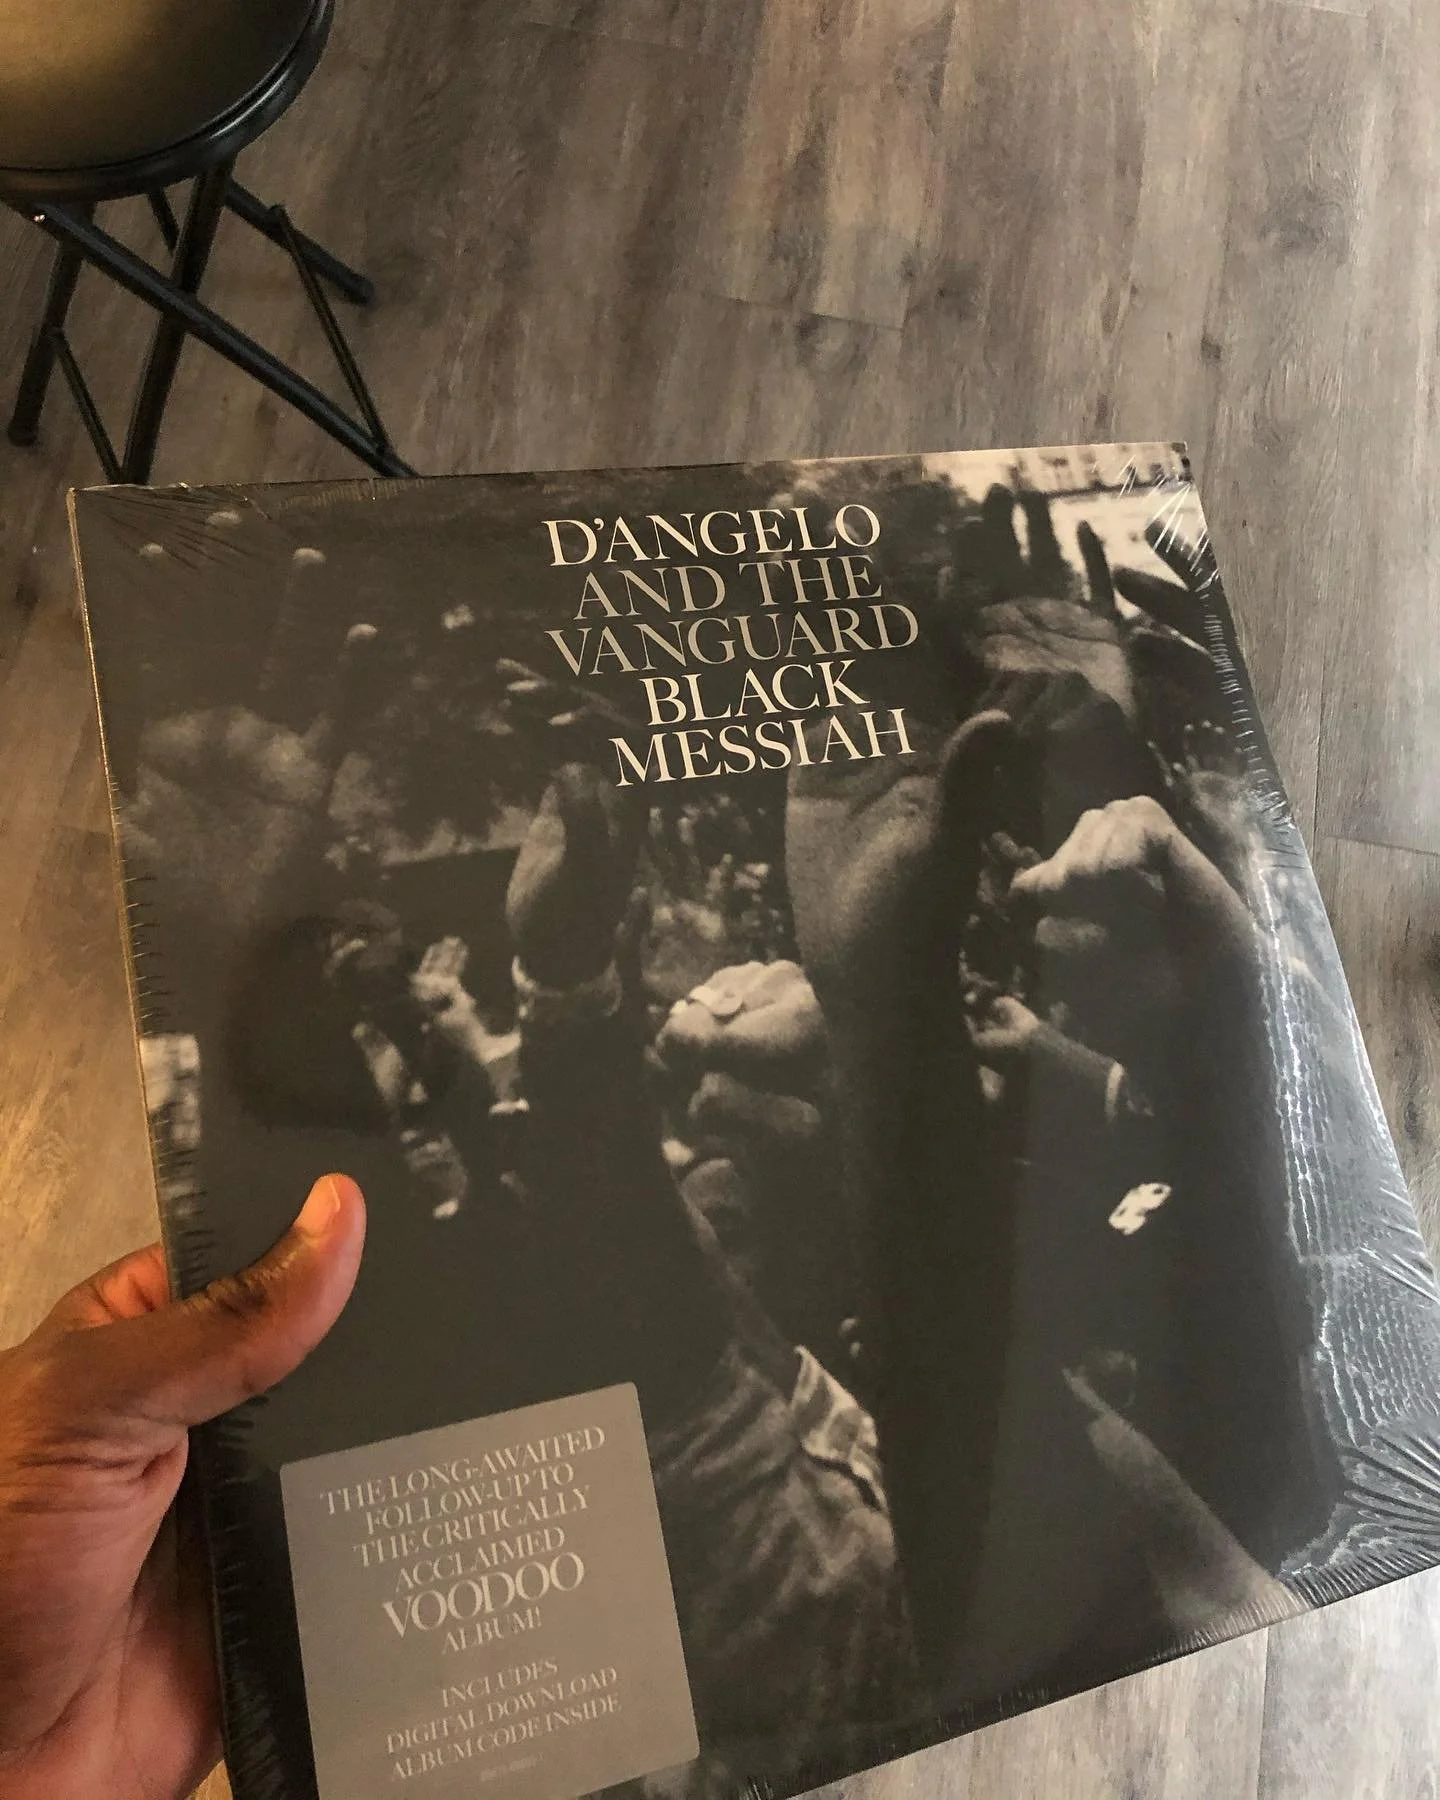 D'ANGELO
AND THE
VANGUARD
BLACK
MESSIAH
THE LONG-AWAITED
FOLLOW-UP TO
THE CRITICALLY
ACCLAIMED
VOODOO
ALBUM!
INCLUDES
DIGITAL DOWNLOAD
ALBUM CODE INSIDE